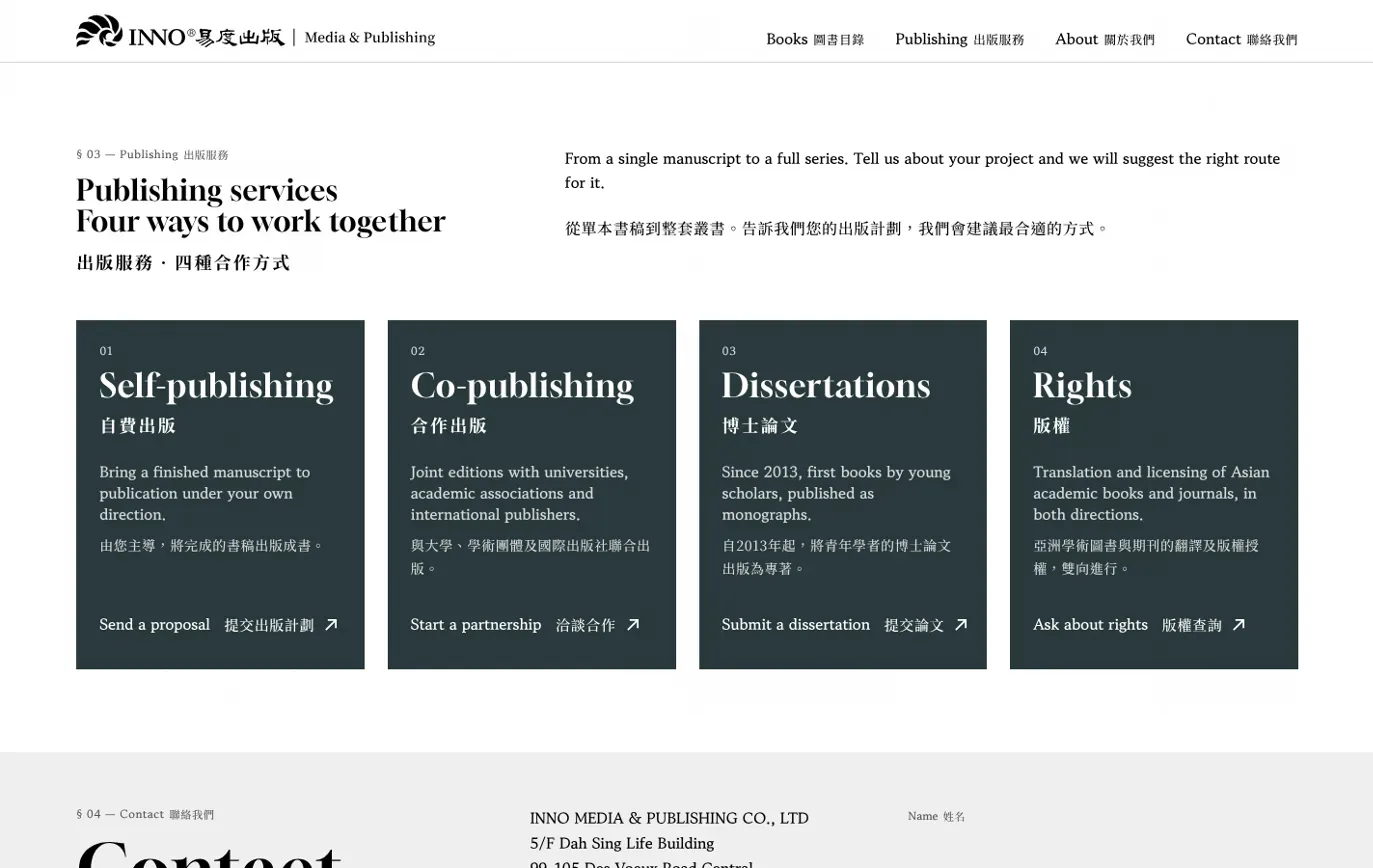 INNO®易度出版 | Media & Publishing
Books 圖書目錄
Publishing 出版服務
About 關於我們
Contact 聯絡我們
§ 03 — Publishing 出版服務
Publishing services
Four ways to work together
出版服務 · 四種合作方式
From a single manuscript to a full series. Tell us about your project and we will suggest the right route
for it.
從單本書稿到整套叢書。告訴我們您的出版計劃，我們會建議最合適的方式。
01
Self-publishing
自費出版
Bring a finished manuscript to
publication under your own
direction.
由您主導，將完成的書稿出版成書。
Send a proposal 提交出版計劃
02
Co-publishing
合作出版
Joint editions with universities,
academic associations and
international publishers.
與大學、學術團體及國際出版社聯合出
版。
Start a partnership 洽談合作
03
Dissertations
博士論文
Since 2013, first books by young
scholars, published as
monographs.
自2013年起，將青年學者的博士論文
出版為專著。
Submit a dissertation 提交論文
04
Rights
版權
Translation and licensing of Asian
academic books and journals, in
both directions.
亞洲學術圖書與期刊的翻譯及版權授
權，雙向進行。
Ask about rights 版權查詢
§ 04 — Contact 聯絡我們
Contact
INNO MEDIA & PUBLISHING CO., LTD
5/F Dah Sing Life Building
99-105 Des Voeux Road Central
Name 姓名